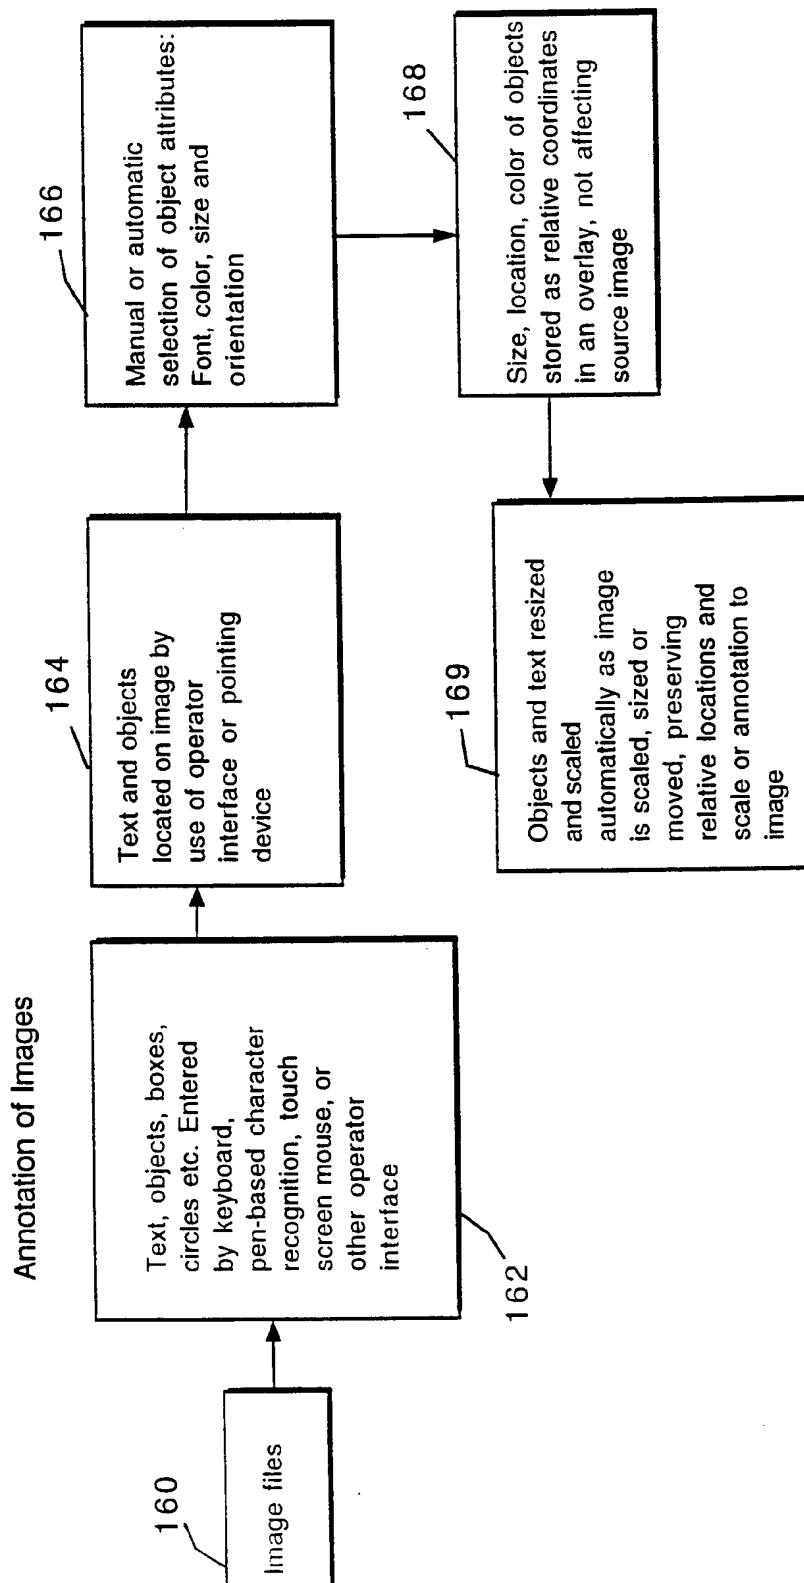 Annotation of Images
160
Image files
162
Text, objects, boxes,
circles etc. Entered
by keyboard,
pen-based character
recognition, touch
screen mouse, or
other operator
interface
164
Text and objects
located on image by
use of operator
interface or pointing
device
166
Manual or automatic
selection of object attributes:
Font, color, size and
orientation
168
Size, location, color of objects
stored as relative coordinates
in an overlay, not affecting
source image
169
Objects and text resized
and scaled
automatically as image
is scaled, sized or
moved, preserving
relative locations and
scale or annotation to
image